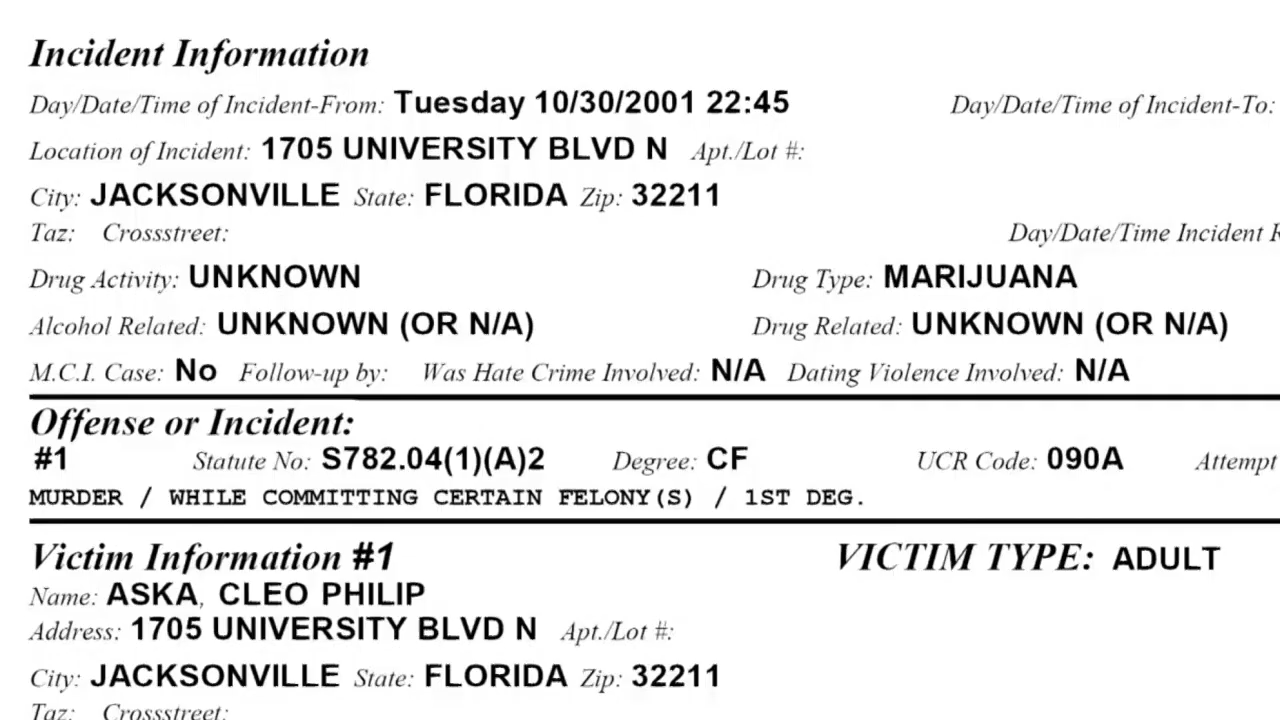 Incident Information
Day/Date/Time of Incident-From: Tuesday 10/30/2001 22:45 Day/Date/Time of Incident-To:
Location of Incident: 1705 UNIVERSITY BLVD N Apt./Lot #:
City: JACKSONVILLE State: FLORIDA Zip: 32211
Taz: Crossstreet: Day/Date/Time Incident
Drug Activity: UNKNOWN Drug Type: MARIJUANA
Alcohol Related: UNKNOWN (OR N/A) Drug Related: UNKNOWN (OR N/A)
M.C.I. Case: No Follow-up by: Was Hate Crime Involved: N/A Dating Violence Involved: N/A
Offense or Incident:
#1 Statute No: S782.04(1)(A)2 Degree: CF UCR Code: 090A Attempt
MURDER / WHILE COMMITTING CERTAIN FELONY(S) / 1ST DEG.
Victim Information #1 VICTIM TYPE: ADULT
Name: ASKA, CLEO PHILIP
Address: 1705 UNIVERSITY BLVD N Apt./Lot #:
City: JACKSONVILLE State: FLORIDA Zip: 32211
Taz: Crossstreet: